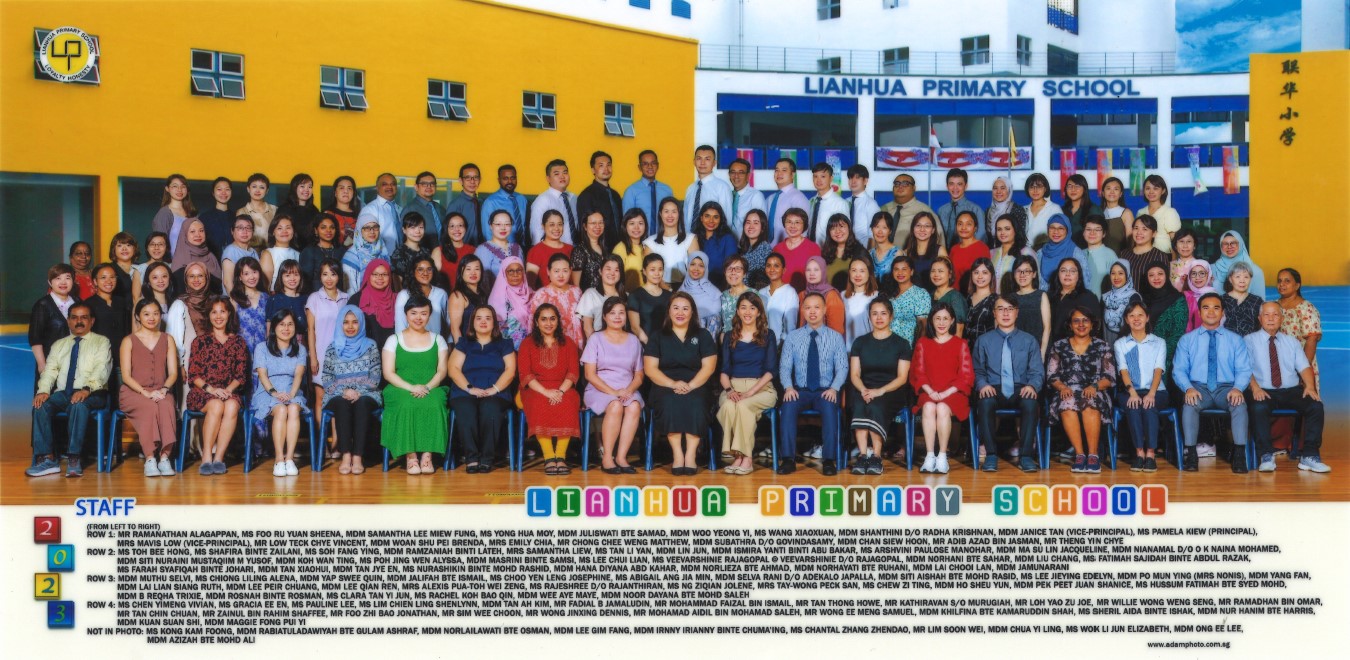 LIANHUA PRIMARY SCHOOL
LP
LOYALTY HONESTY
LIANHUA PRIMARY SCHOOL
联华小学
STAFF
LIANHUA PRIMARY SCHOOL
2023
(FROM LEFT TO RIGHT)
ROW 1: MR RAMANATHAN ALAGAPPAN, MS FOO RU YUAN SHEENA, MDM SAMANTHA LEE MIEW FUNG, MS YONG HUA MOY, MDM JULISWATI BTE SAMAD, MDM WOO YEONG YI, MS WANG XIAOXUAN, MDM SHANTHINI D/O RADHA KRISHNAN, MDM JANICE TAN (VICE-PRINCIPAL), MS PAMELA KIEW (PRINCIPAL),
MRS MAVIS LOW (VICE-PRINCIPAL), MR LOW TECK CHYE VINCENT, MDM WOAN SHU PEI BRENDA, MRS EMILY CHIA, MR CHONG CHEE WENG MATTHEW, MDM SUBATHRA D/O GOVINDASAMY, MDM CHAN SIEW HOON, MR ADIB AZAD BIN JASMAN, MR THENG YIN CHYE
ROW 2: MS TOH BEE HONG, MS SHAFIRA BINTE ZAILANI, MS SOH FANG YING, MDM RAMZANIAH BINTI LATEH, MRS SAMANTHA LIEW, MS TAN LI YAN, MDM LIN JUN, MDM ISMIRA YANTI BINTI ABU BAKAR, MS ARSHVINI PAULOSE MANOHAR, MDM MA SU LIN JACQUELINE, MDM NIANAMAL D/O O K NAINA MOHAMED,
MDM SITI NURAINI MUSTAQIIM M YUSOF, MDM KOH WAN TING, MS POH JING WEN ALYSSA, MDM MASRINI BINTE SAMSI, MS LEE CHUI LIAN, MS VEEVARSHINEE RAJAGOPAL @ VEEVARSHINEE D/O RAJAGOPAL, MDM NORHANI BTE SAHAR, MDM LIU CHANG, MS FATIMAH SAJIDAH BINTE ABDUL RAZAK,
MS FARAH SYAFIQAH BINTE JOHARI, MDM TAN XIAOHUI, MDM TAN JYE EN, MS NURASHIKIN BINTE MOHD RASHID, MDM HANA DIYANA ABD KAHAR, MDM NORLIEZA BTE AHMAD, MDM NORHAYATI BTE RUHANI, MDM LAI CHOOI LAN, MDM JAMUNARANI
ROW 3: MDM MUTHU SELVI, MS CHIONG LILING ALENA, MDM YAP SWEE QUIN, MDM ALIFAH BTE ISMAIL, MS CHOO YEN LENG JOSEPHINE, MS ABIGAIL ANG JIA MIN, MDM SELVA RANI D/O ADEKALO JAPALLA, MDM SITI AISHAH BTE MOHD RASID, MS LEE JIEYING EDELYN, MDM PO MUN YING (MRS NONIS), MDM YANG FAN,
MDM LAI LIAN SIANG RUTH, MDM LEE PEIR CHUANG, MDM LEE QIAN REN, MRS ALEXIS PUA-TOH WEI ZENG, MS RAJESHREE D/O RAJANTHIRAN, MS NG ZIQIAN JOLENE, MRS TAY-WONG PECK SAN, MS CHEW ZI TING, MDM HO SHEU YUN, MDM PEK PEET JUAN SHANICE, MS HUSSUM FATIMAH BTE SYED MOHD,
MDM B REQHA TRIXIE, MDM ROSNAH BINTE ROSMAN, MS CLARA TAN YI JUN, MS RACHEL KOH BAO QIN, MDM WEE AYE MAYE, MDM NOOR DAYANA BTE MOHD SALEH
ROW 4: MS CHEN YIMENG VIVIAN, MS GRACIA EE EN, MS PAULINE LEE, MS LIM CHIEN LING SHENLYNN, MDM TAN AH KIM, MR FADLAL B JAMALUDIN, MR MOHAMMAD FAIZAL BIN ISMAIL, MR TAN THONG HOWE, MR KATHIRAWAN S/O MURUGIAH, MR LOH YAO ZU JOE, MR WILLIE WONG WENG SENG, MR RAMADHAN BIN OMAR,
MR TAN CHIN CHUAN, MR ZAINUL BIN RAHIM SHAFFEE, MR FOO ZHI BAO JONATHAN, MR SIM WEE CHOON, MR WONG JINXING DENNIS, MR MOHAMAD AIDIL BIN MOHAMAD SALEH, MR WONG EE MENG SAMUEL, MDM KHILFINA BTE KAMARUDDIN SHAH, MS SHERIL AIDA BINTE ISHAK, MDM NUR HANIM BTE HARRIS,
MDM KUAN SUAN SHI, MDM MAGGIE FONG PUI YI
NOT IN PHOTO: MS KONG KAM FOONG, MDM RABIATULADAWIYAH BTE GULAM ASHRAF, MDM NORLAILAWATI BTE OSMAN, MDM LEE GIM FANG, MDM IRNNY IRIANNY BINTE CHUMA'ING, MS CHANTAL ZHANG ZHENDAO, MR LIM SOON WEI, MDM CHUA YI LING, MS WOK LI JUN ELIZABETH, MDM ONG EE LEE,
MDM AZIZAH BTE MOHD ALI
www.adamphoto.com.sg